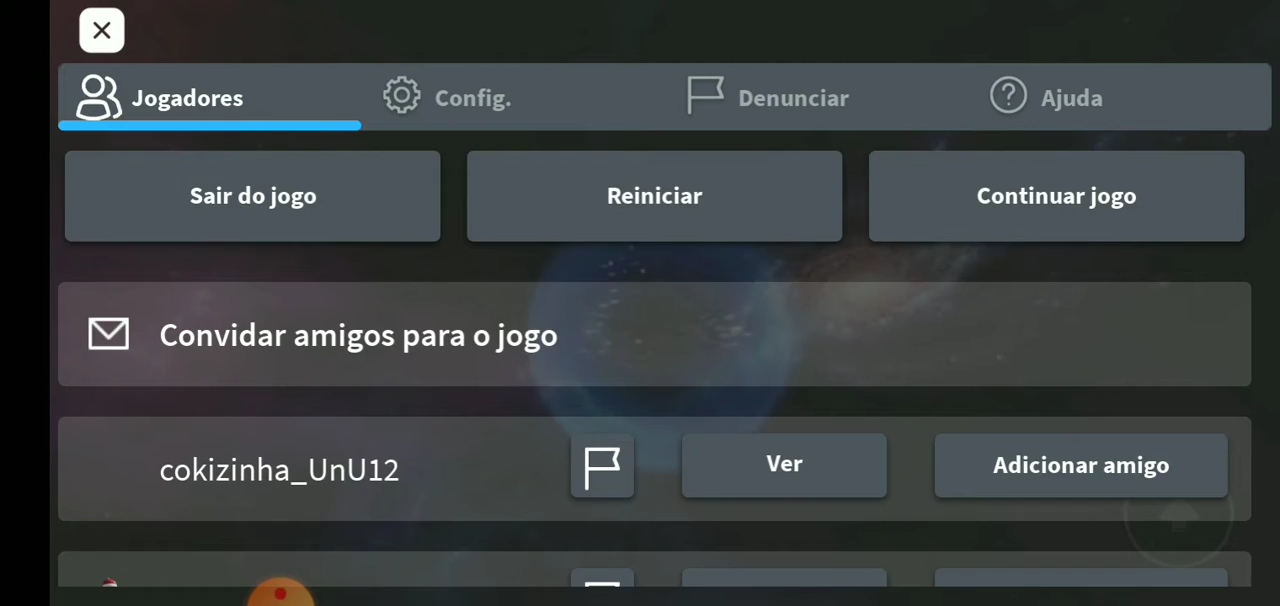 Jogadores
Config.
Denunciar
Ajuda
Sair do jogo
Reiniciar
Continuar jogo
Convidar amigos para o jogo
cokizinha_UnU12
Ver
Adicionar amigo